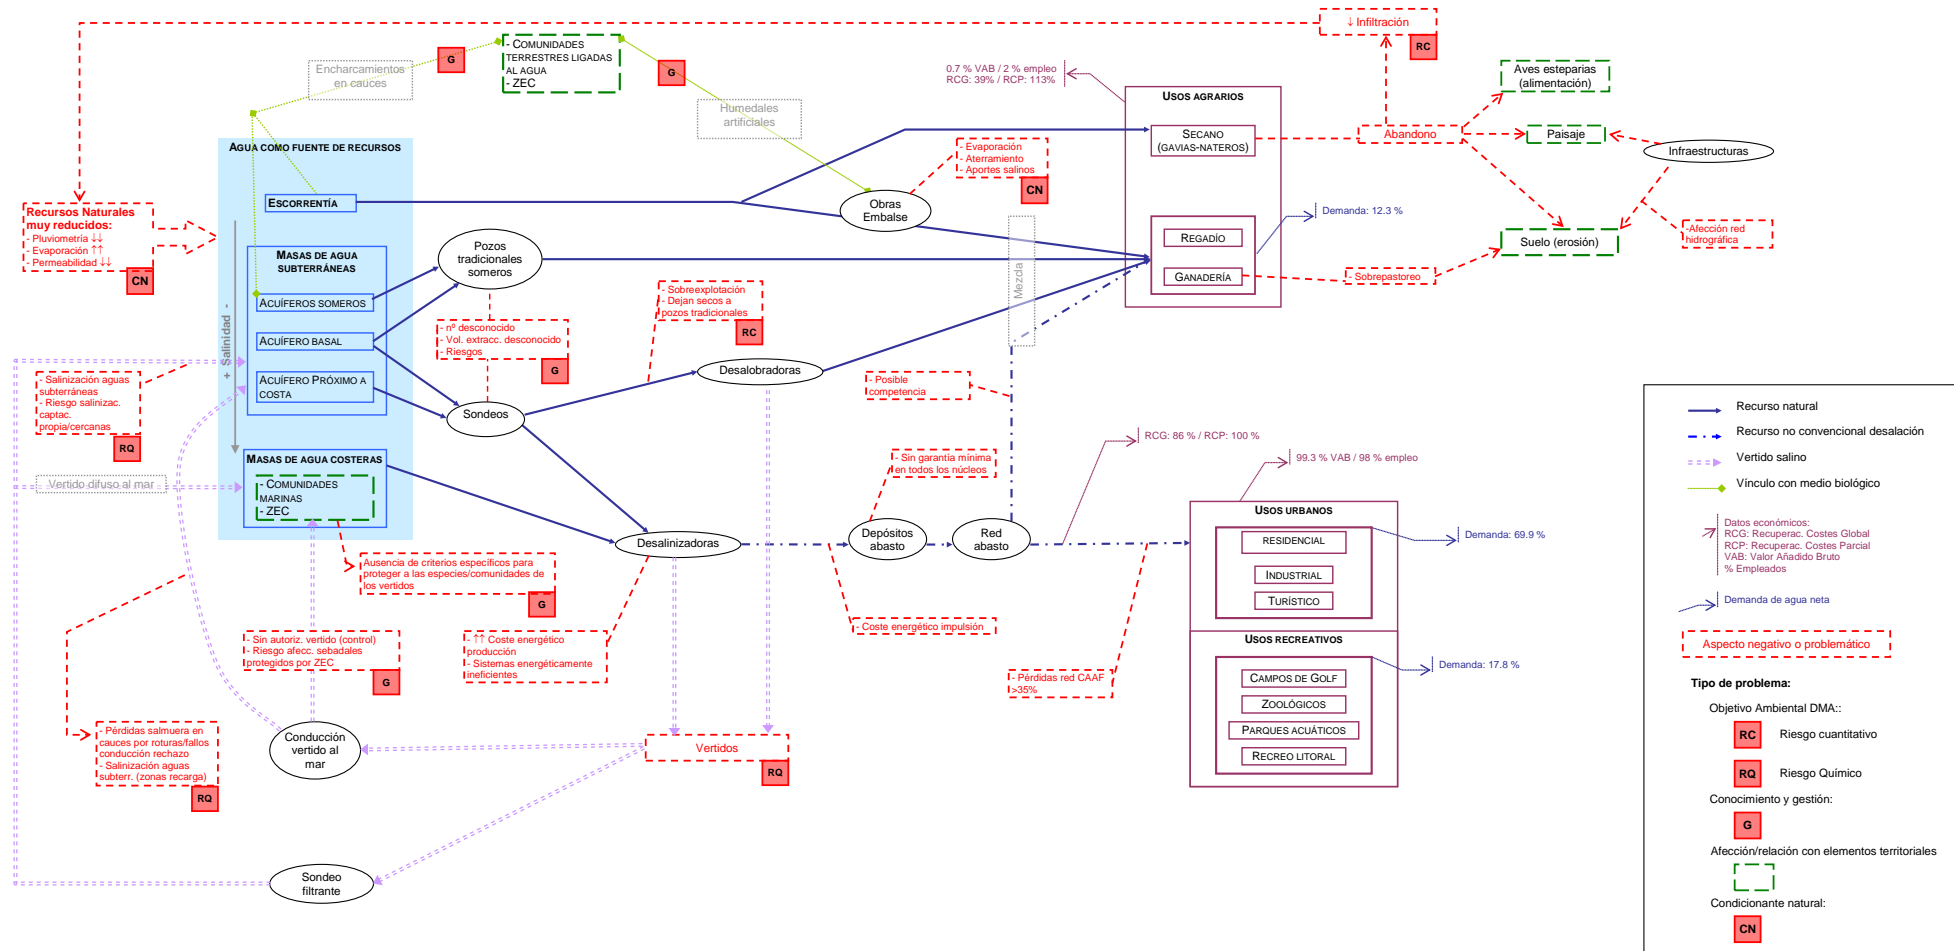 ↓ Infiltración
RC
- COMUNIDADES
TERRESTRES LIGADAS
AL AGUA
- ZEC
G
G
Encharcamientos
en cauces
Humedales
artificiales
0.7 % VAB / 2 % empleo
RCG: 39% / RCP: 113%
USOS AGRARIOS
SECANO
(GAVIAS-NATEROS)
REGADÍO
GANADERÍA
Abandono
Aves esteparias
(alimentación)
Paisaje
Infraestructuras
Suelo (erosión)
-Afección red
hidrográfica
- Sobrepastoreo
Demanda: 12.3 %
AGUA COMO FUENTE DE RECURSOS
ESCORRENTÍA
MASAS DE AGUA
SUBTERRÁNEAS
ACUÍFEROS SOMEROS
ACUÍFERO BASAL
ACUÍFERO PRÓXIMO A
COSTA
MASAS DE AGUA COSTERAS
- COMUNIDADES
MARINAS
- ZEC
+ Salinidad -
Recursos Naturales
muy reducidos:
- Pluviometría ↓↓
- Evaporación ↑↑
- Permeabilidad ↓↓
CN
- Evaporación
- Aterramiento
- Aportes salinos
CN
Obras
Embalse
Pozos
tradicionales
someros
- Sobreexplotación
- Dejan secos a
pozos tradicionales
RC
- nº desconocido
- Vol. extracc. desconocido
- Riesgos
G
Mezcla
Desalobradoras
Sondeos
- Posible
competencia
- Salinización aguas
subterráneas
- Riesgo salinizac.
captac.
propia/cercanas
RQ
Vertido difuso al mar
- Sin garantía mínima
en todos los núcleos
RCG: 86 % / RCP: 100 %
99.3 % VAB / 98 % empleo
Desalinizadoras
Depósitos
abasto
Red
abasto
USOS URBANOS
RESIDENCIAL
INDUSTRIAL
TURÍSTICO
Demanda: 69.9 %
USOS RECREATIVOS
CAMPOS DE GOLF
ZOOLÓGICOS
PARQUES ACUÁTICOS
RECREO LITORAL
Demanda: 17.8 %
Ausencia de criterios específicos para
proteger a las especies/comunidades de
los vertidos
G
- Sin autoriz. vertido (control)
- Riesgo afecc. sebadales
protegidos por ZEC
G
- ↑↑ Coste energético
producción
- Sistemas energéticamente
ineficientes
- Coste energético impulsión
- Pérdidas red CAAF
>35%
- Pérdidas salmuera en
cauces por roturas/fallos
conducción rechazo
- Salinización aguas
subterr. (zonas recarga)
RQ
Conducción
vertido al
mar
Vertidos
RQ
Sondeo
filtrante
Recurso natural
Recurso no convencional desalación
Vertido salino
Vínculo con medio biológico
Datos económicos:
RCG: Recuperac. Costes Global
RCP: Recuperac. Costes Parcial
VAB: Valor Añadido Bruto
% Empleados
Demanda de agua neta
Aspecto negativo o problemático
Tipo de problema:
Objetivo Ambiental DMA::
RC
Riesgo cuantitativo
RQ
Riesgo Químico
Conocimiento y gestión:
G
Afección/relación con elementos territoriales
Condicionante natural:
CN